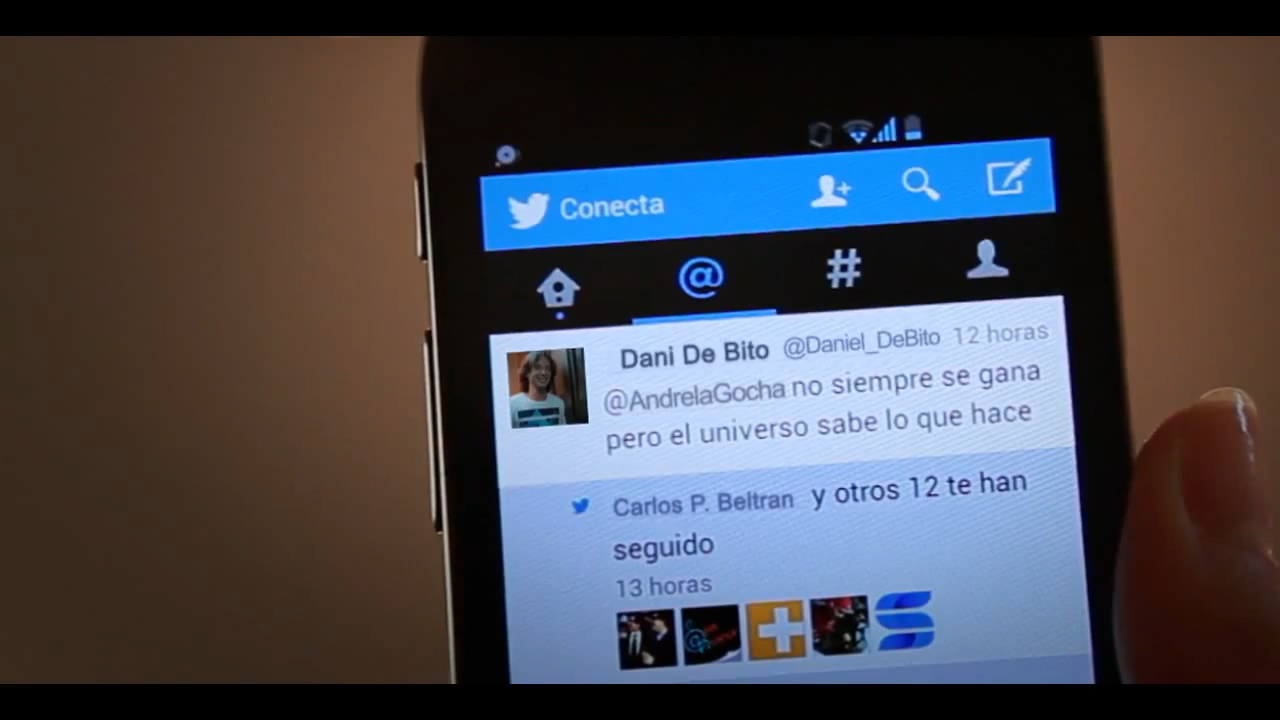 Conecta
@
#
Dani De Bito @Daniel_DeBito 12 horas
@AndrelaGocha no siempre se gana
pero el universo sabe lo que hace
Carlos P. Beltran y otros 12 te han
seguido
13 horas